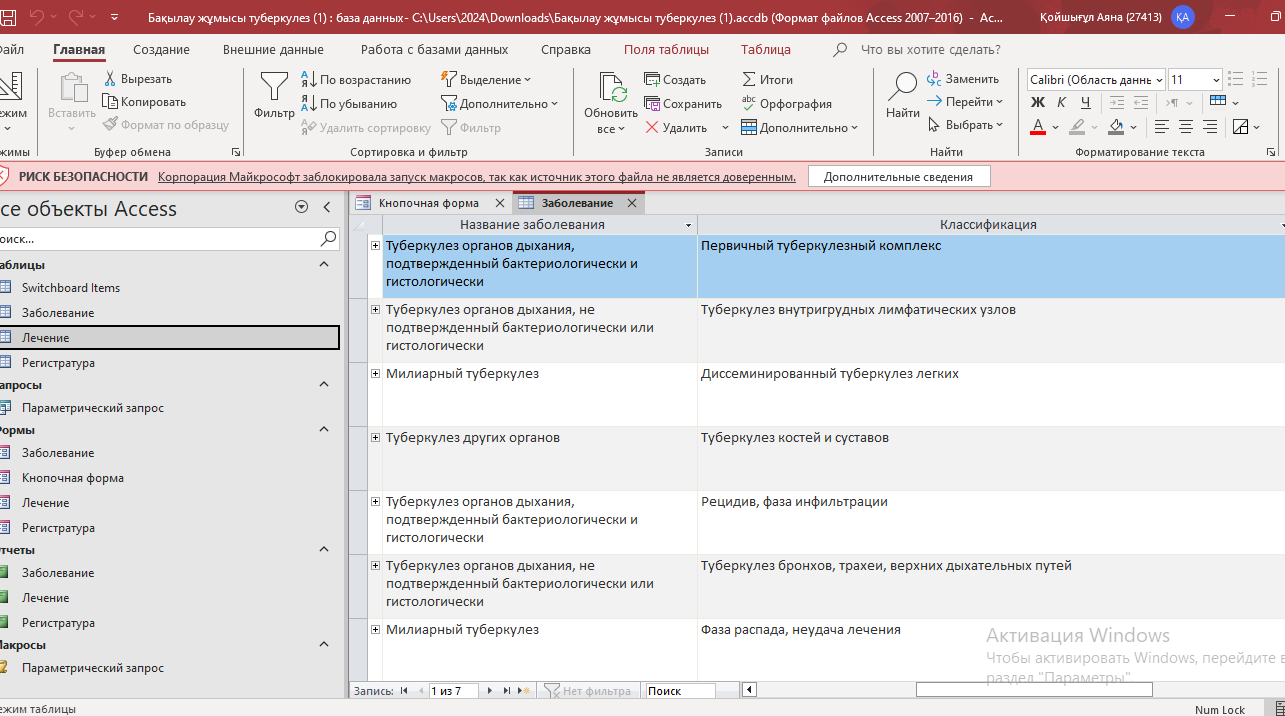 Бақылау жұмысы туберкулез (1) : база данных- C:\Users\2024\Downloads\Бақылау жұмысы туберкулез (1).accdb (Формат файлов Access 2007–2016) - Ac...
Қойшығұл Аяна (27413)
ҚА
айл
Главная
Создание
Внешние данные
Работа с базами данных
Справка
Поля таблицы
Таблица
Что вы хотите сделать?
жим
жимы
Вставить
Вырезать
Копировать
Формат по образцу
Буфер обмена
Фильтр
По возрастанию
По убыванию
Удалить сортировку
Выделение
Дополнительно
Фильтр
Сортировка и фильтр
Обновить
все
Создать
Сохранить
Удалить
Итоги
Орфография
Дополнительно
Записи
Найти
Заменить
Перейти
Выбрать
Найти
Calibri (Область данны
11
Ж К Ч
А
Форматирование текста
РИСК БЕЗОПАСНОСТИ
Корпорация Майкрософт заблокировала запуск макросов, так как источник этого файла не является доверенным.
Дополнительные сведения
се объекты Access
оиск...
аблицы
Switchboard Items
Заболевание
Лечение
Регистратура
апросы
Параметрический запрос
ормы
Заболевание
Кнопочная форма
Лечение
Регистратура
тчеты
Заболевание
Лечение
Регистратура
акросы
Параметрический запрос
Кнопочная форма
Заболевание
Название заболевания
Классификация
Туберкулез органов дыхания,
подтвержденный бактериологически и
гистологически
Первичный туберкулезный комплекс
Туберкулез органов дыхания, не
подтвержденный бактериологически или
гистологически
Туберкулез внутригрудных лимфатических узлов
Милиарный туберкулез
Диссеминированный туберкулез легких
Туберкулез других органов
Туберкулез костей и суставов
Туберкулез органов дыхания,
подтвержденный бактериологически и
гистологически
Рецидив, фаза инфильтрации
Туберкулез органов дыхания, не
подтвержденный бактериологически или
гистологически
Туберкулез бронхов, трахеи, верхних дыхательных путей
Милиарный туберкулез
Фаза распада, неудача лечения
Активация Windows
Чтобы активировать Windows, перейдите в
раздел "Параметры".
Запись:
1 из 7
Нет фильтра
Поиск
ежим таблицы
Num Lock